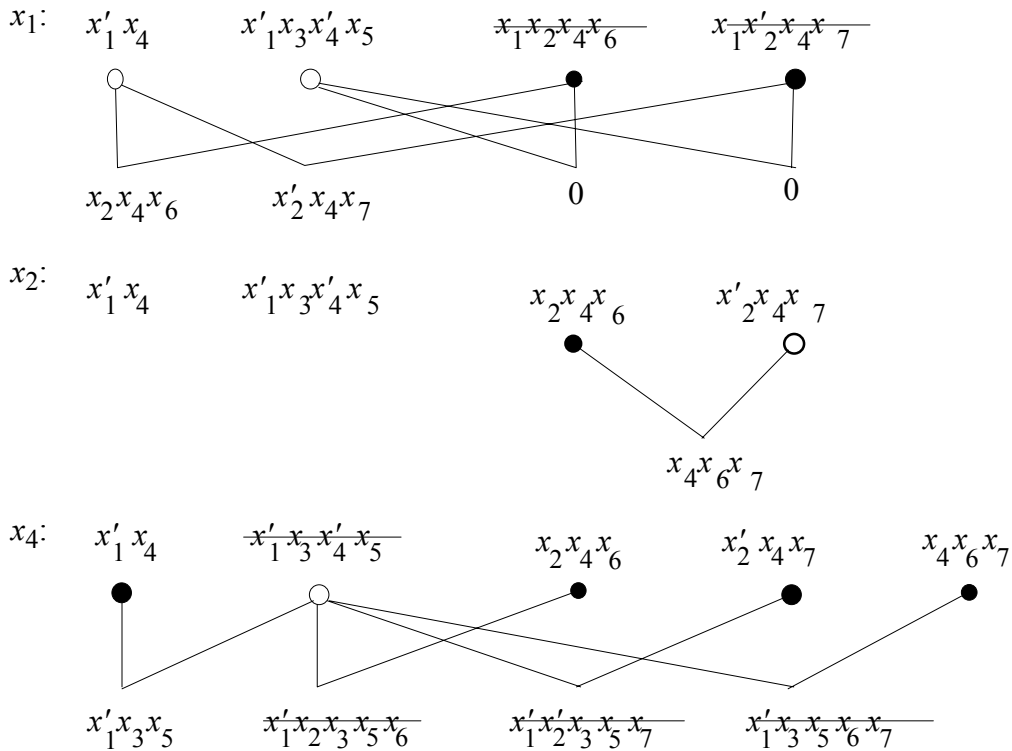 x₁: x′₁x₄ x′₁x₃x′₄x₅ x₁x₂x₄x₆ x₁x′₂x₄x₇
x₂x₄x₆ x′₂x₄x₇ 0 0
x₂: x′₁x₄ x′₁x₃x′₄x₅ x₂x₄x₆ x′₂x₄x₇
x₄x₆x₇
x₄: x′₁x₄ x′₁x₃x′₄x₅ x₂x₄x₆ x′₂x₄x₇ x₄x₆x₇
x′₁x₃x₅ x′₁x₂x₃x₅x₆ x′₁x′₂x₃x₅x₇ x′₁x₃x₅x₆x₇